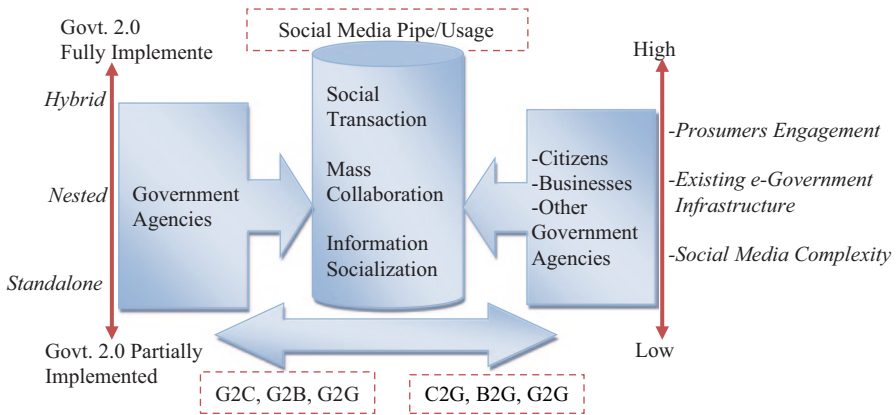 Govt. 2.0
Fully Implemente
Hybrid
Nested
Standalone
Govt. 2.0 Partially
Implemented
Government
Agencies
Social Media Pipe/Usage
Social
Transaction
Mass
Collaboration
Information
Socialization
-Citizens
-Businesses
-Other
Government
Agencies
High
-Prosumers Engagement
-Existing e-Government
Infrastructure
-Social Media Complexity
Low
G2C, G2B, G2G
C2G, B2G, G2G